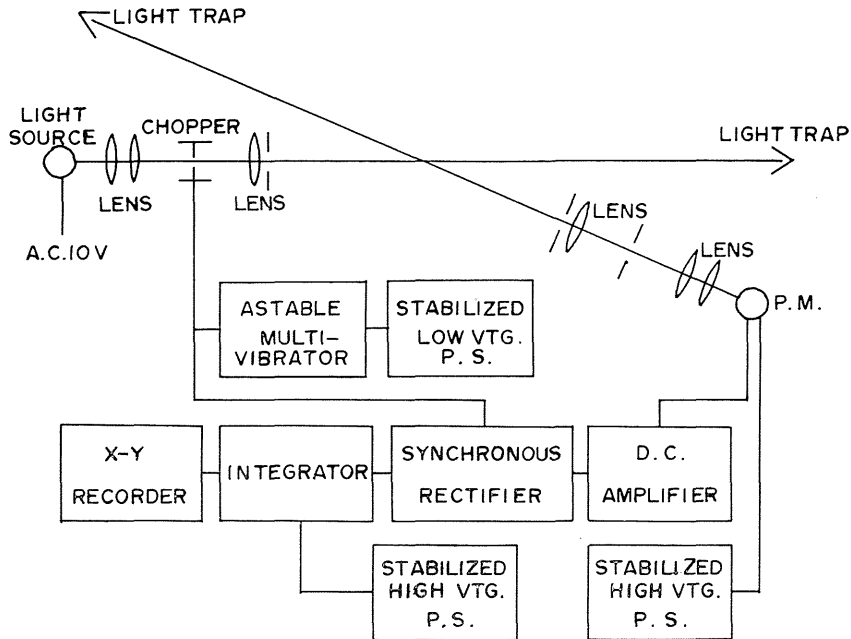 LIGHT TRAP
LIGHT
SOURCE
CHOPPER
LIGHT TRAP
LENS
LENS
LENS
LENS
A.C.10V
P.M.
ASTABLE
MULTI-
VIBRATOR
STABILIZED
LOW VTG.
P. S.
X-Y
RECORDER
INTEGRATOR
SYNCHRONOUS
RECTIFIER
D.C.
AMPLIFIER
STABILIZED
HIGH VTG.
P.S.
STABILIZED
HIGH VTG.
P. S.